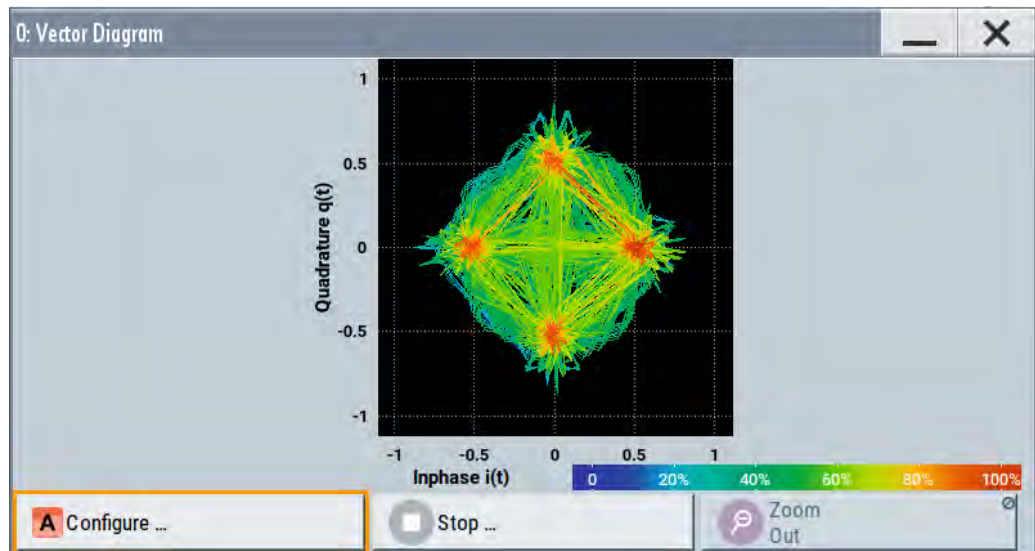 0: Vector Diagram
1
0.5
0
-0.5
-1
Quadrature q(t)
-1 -0.5 0 0.5 1
Inphase i(t)
0 20% 40% 60% 80% 100%
A Configure ...
Stop ...
Zoom
Out